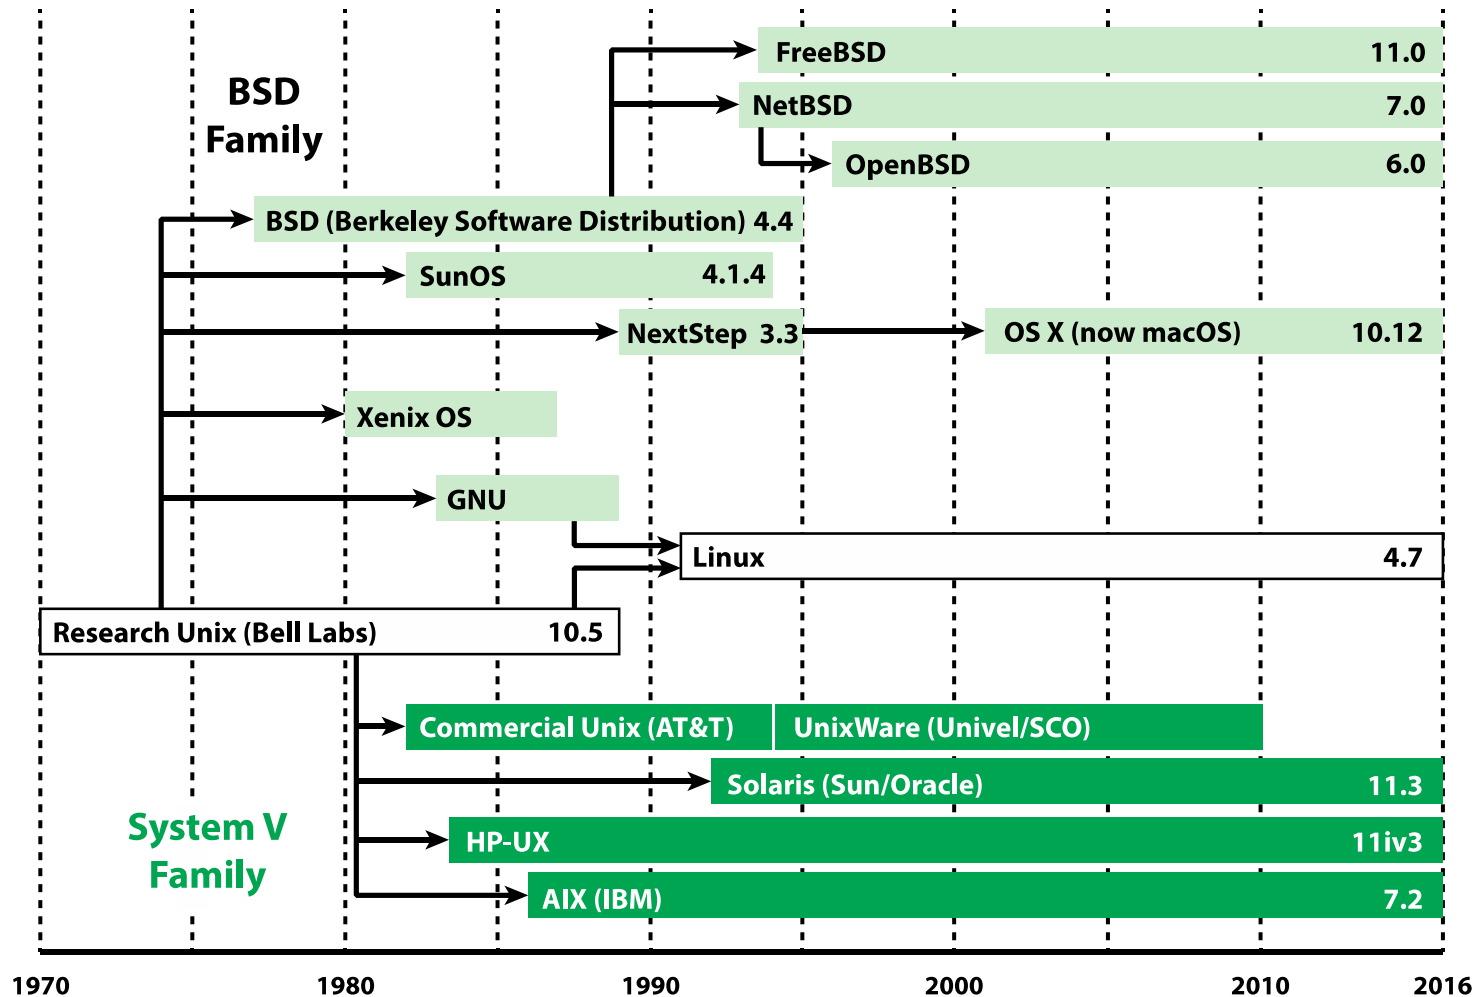 FreeBSD 11.0
BSD
Family
NetBSD 7.0
OpenBSD 6.0
BSD (Berkeley Software Distribution) 4.4
SunOS 4.1.4
NextStep 3.3
OS X (now macOS) 10.12
Xenix OS
GNU
Linux 4.7
Research Unix (Bell Labs) 10.5
Commercial Unix (AT&T)
UnixWare (Univel/SCO)
Solaris (Sun/Oracle) 11.3
System V
Family
HP-UX 11iv3
AIX (IBM) 7.2
1970 1980 1990 2000 2010 2016